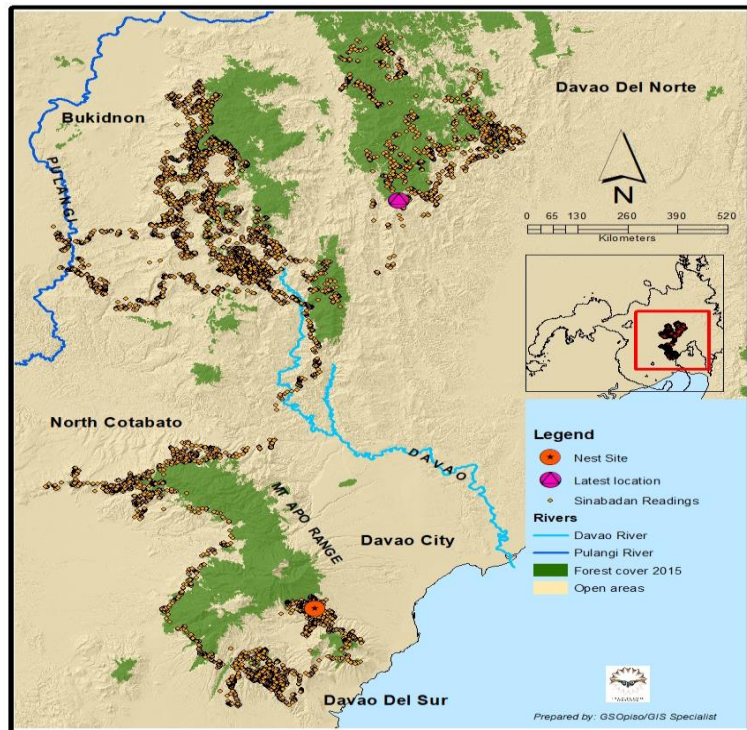 Bukidnon
Davao Del Norte
PULANGI
N
0 65 130 260 390 520
Kilometers
North Cotabato
DAVAO
MT APO RANGE
Davao City
Davao Del Sur
Legend
Nest Site
Latest location
Sinabadan Readings
Rivers
Davao River
Pulangi River
Forest cover 2015
Open areas
Prepared by: GSOpiso/GIS Specialist